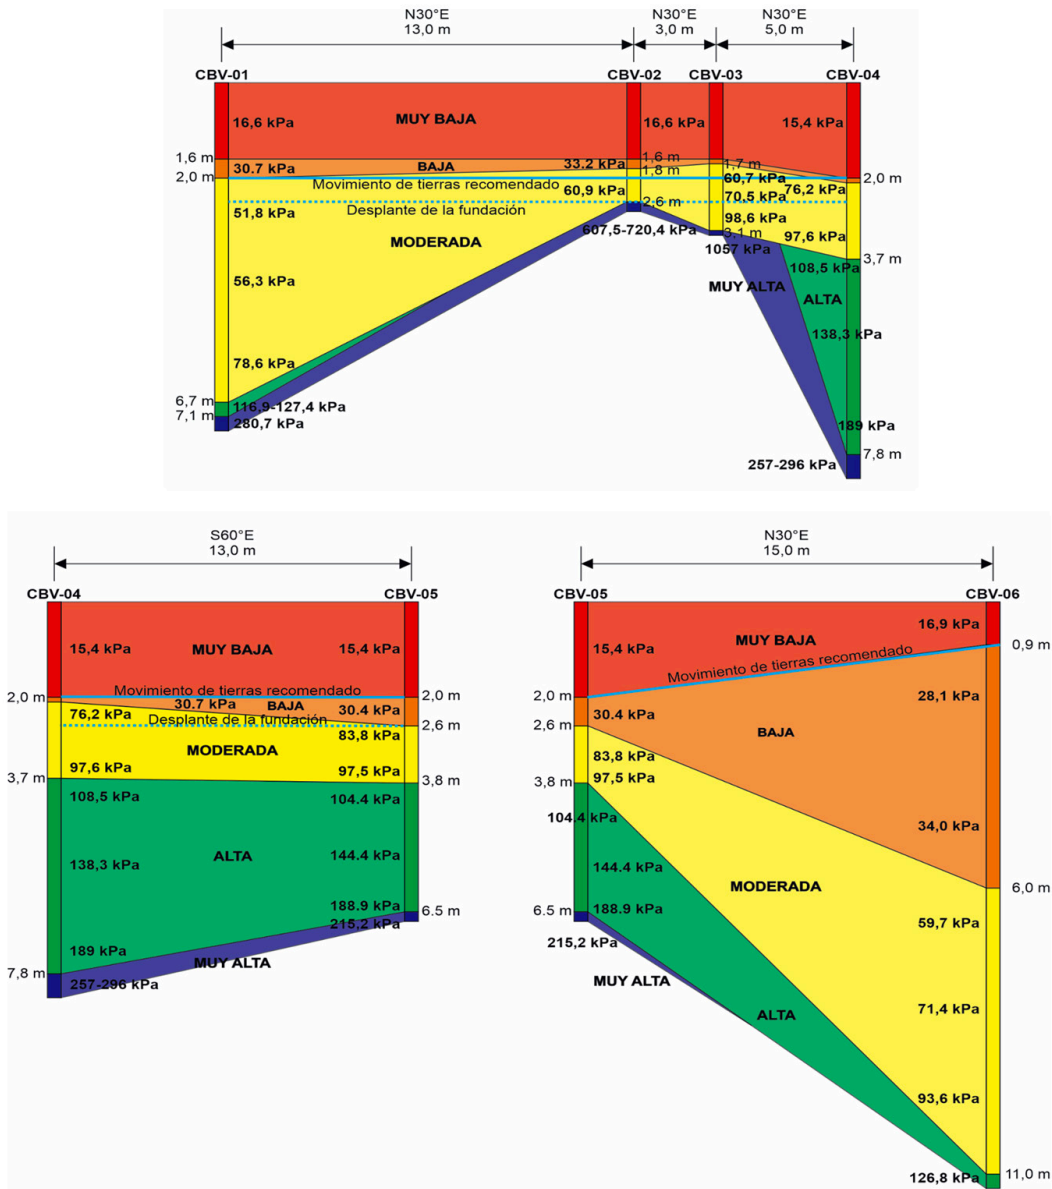 N30°E N30°E N30°E
13,0 m 3,0 m 5,0 m
CBV-01 CBV-02 CBV-03 CBV-04
16,6 kPa MUY BAJA 16,6 kPa 15,4 kPa
1,6 m 1,6 m 1,7 m
30.7 kPa BAJA 33.2 kPa 1,8 m 60,7 kPa
2,0 m Movimiento de tierras recomendado 60,9 kPa 70,5 kPa 76,2 kPa 2,0 m
51,8 kPa Desplante de la fundación 2,6 m 98,6 kPa
MODERADA 607,5-720,4 kPa 3,1 m 97,6 kPa
1057 kPa 3,7 m
56,3 kPa MUY ALTA 108,5 kPa
ALTA
138,3 kPa
78,6 kPa
6,7 m 116,9-127,4 kPa
7,1 m 280,7 kPa 189 kPa
257-296 kPa 7,8 m
S60°E
13,0 m
CBV-04 CBV-05
15,4 kPa MUY BAJA 15,4 kPa
Movimiento de tierras recomendado
2,0 m 30.7 kPa BAJA 30.4 kPa 2,0 m
76,2 kPa Desplante de la fundación 2,6 m
83,8 kPa
MODERADA
97,6 kPa 97,5 kPa
3,7 m 3,8 m
108,5 kPa 104.4 kPa
138,3 kPa ALTA 144.4 kPa
188.9 kPa 6.5 m
215,2 kPa
189 kPa
7,8 m MUY ALTA
257-296 kPa
N30°E
15,0 m
CBV-05 CBV-06
16,9 kPa
15,4 kPa MUY BAJA 0,9 m
Movimiento de tierras recomendado
2,0 m 28,1 kPa
30.4 kPa
2,6 m BAJA
83,8 kPa
3,8 m 97,5 kPa
104.4 kPa 34,0 kPa
144.4 kPa
MODERADA 6,0 m
6.5 m 188.9 kPa
215,2 kPa 59,7 kPa
MUY ALTA
ALTA 71,4 kPa
93,6 kPa
126,8 kPa 11,0 m